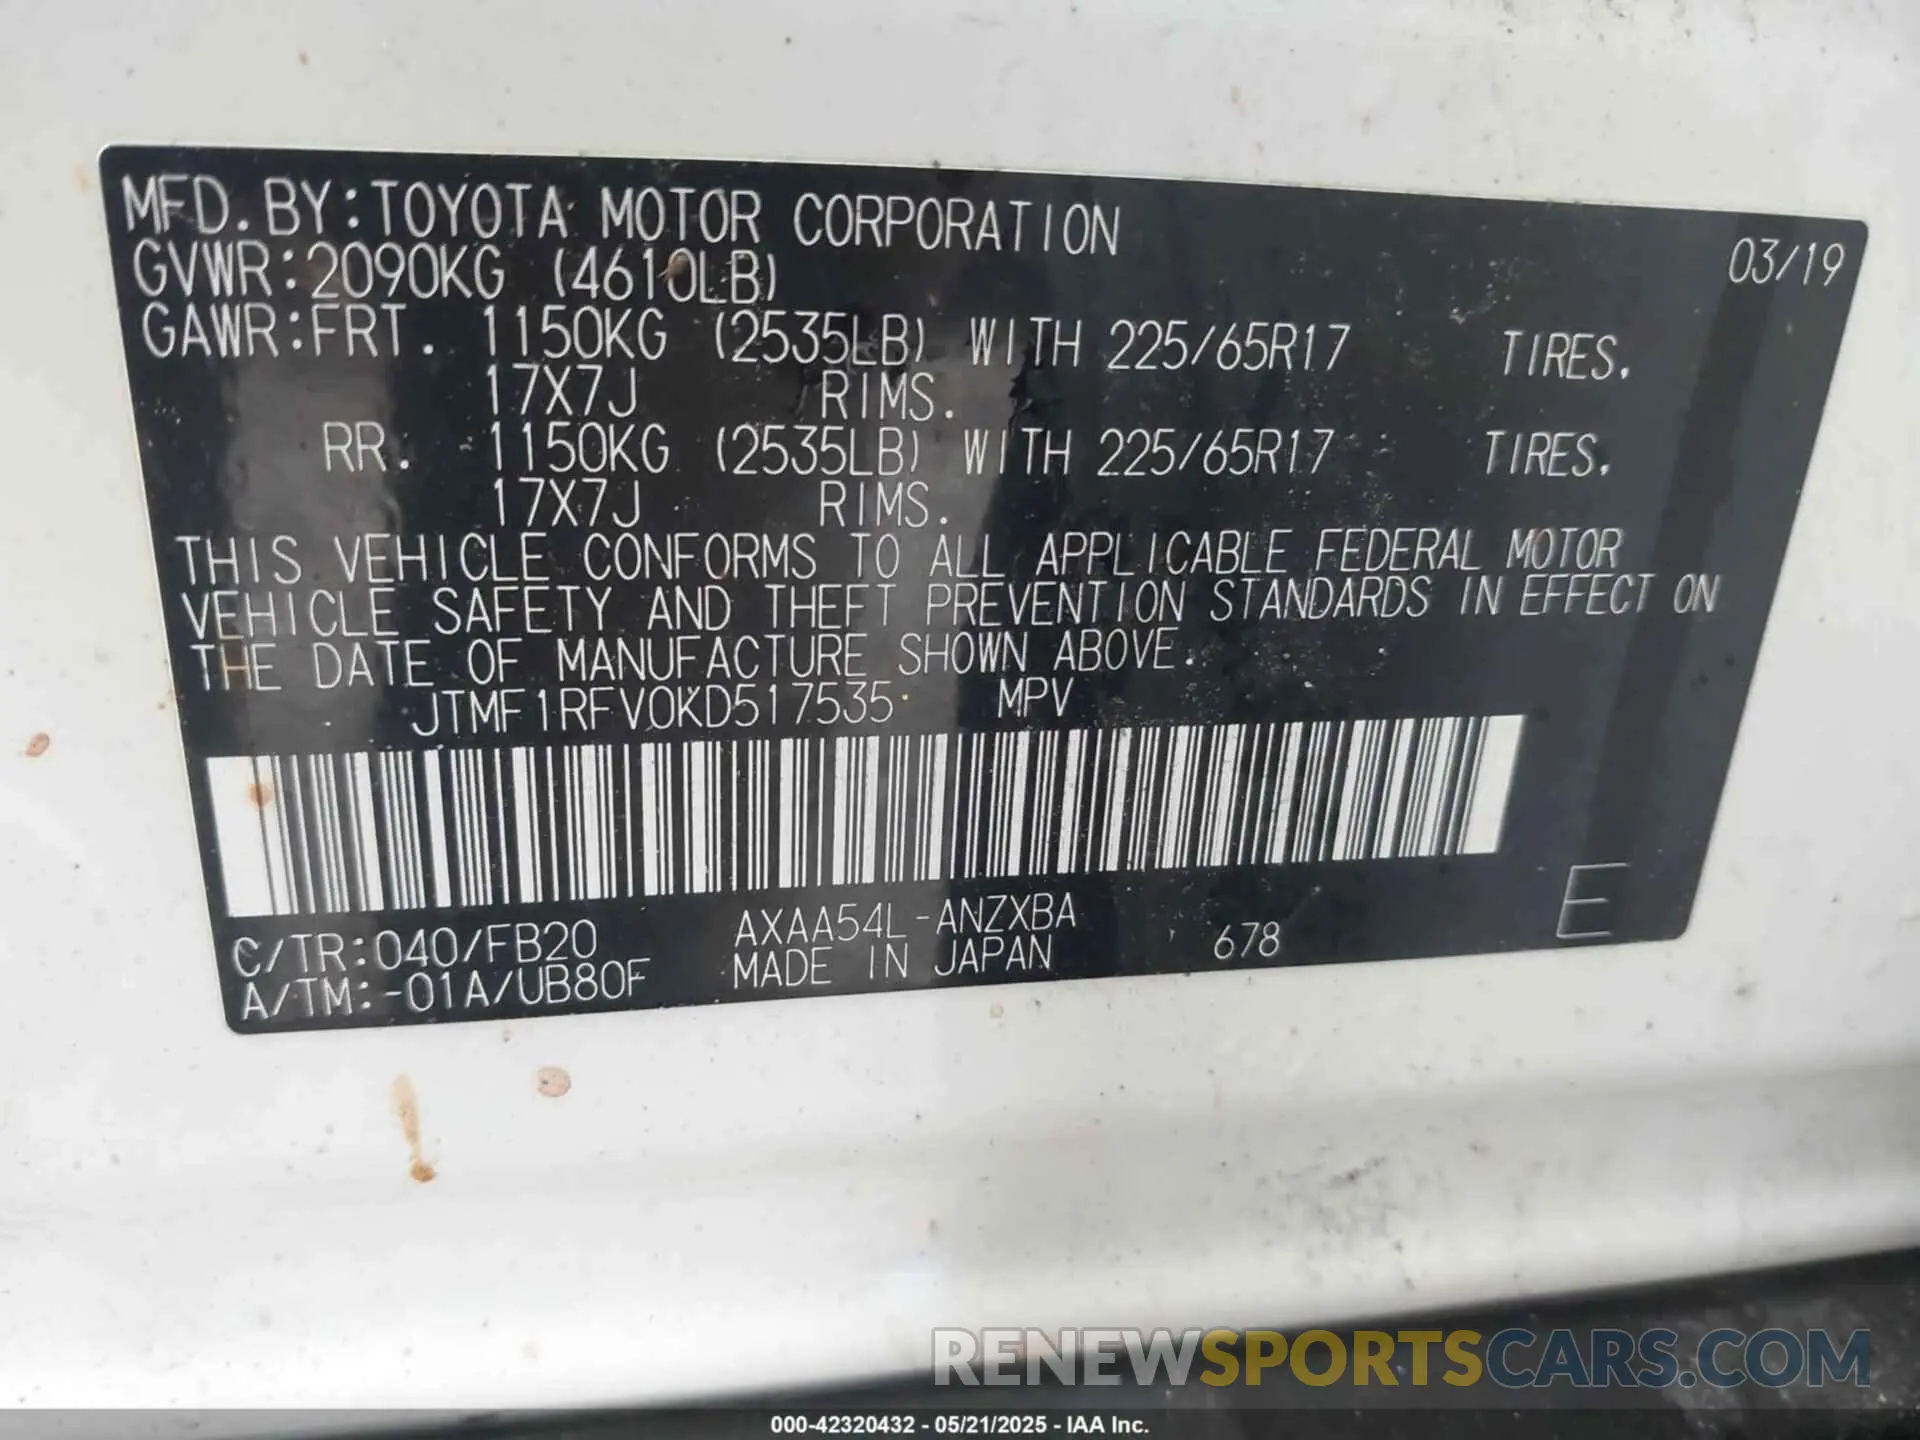 MFD. BY: TOYOTA MOTOR CORPORATION 03/19
GVWR: 2090KG (4610LB)
GAWR: FRT. 1150KG (2535LB) WITH 225/65R17 TIRES.
17X7J RIMS.
RR. 1150KG (2535LB) WITH 225/65R17 TIRES,
17X7J RIMS.
THIS VEHICLE CONFORMS TO ALL APPLICABLE FEDERAL MOTOR
VEHICLE SAFETY AND THEFT PREVENTION STANDARDS IN EFFECT ON
THE DATE OF MANUFACTURE SHOWN ABOVE.
JTMF1RFV0KD517535 MPV
C/TR: 040/FB20 AXAA54L-ANZXBA 678 E
A/TM: -01A/UB80F MADE IN JAPAN
RENEWSPORTSCARS.COM
000-42320432 - 05/21/2025 - IAA Inc.